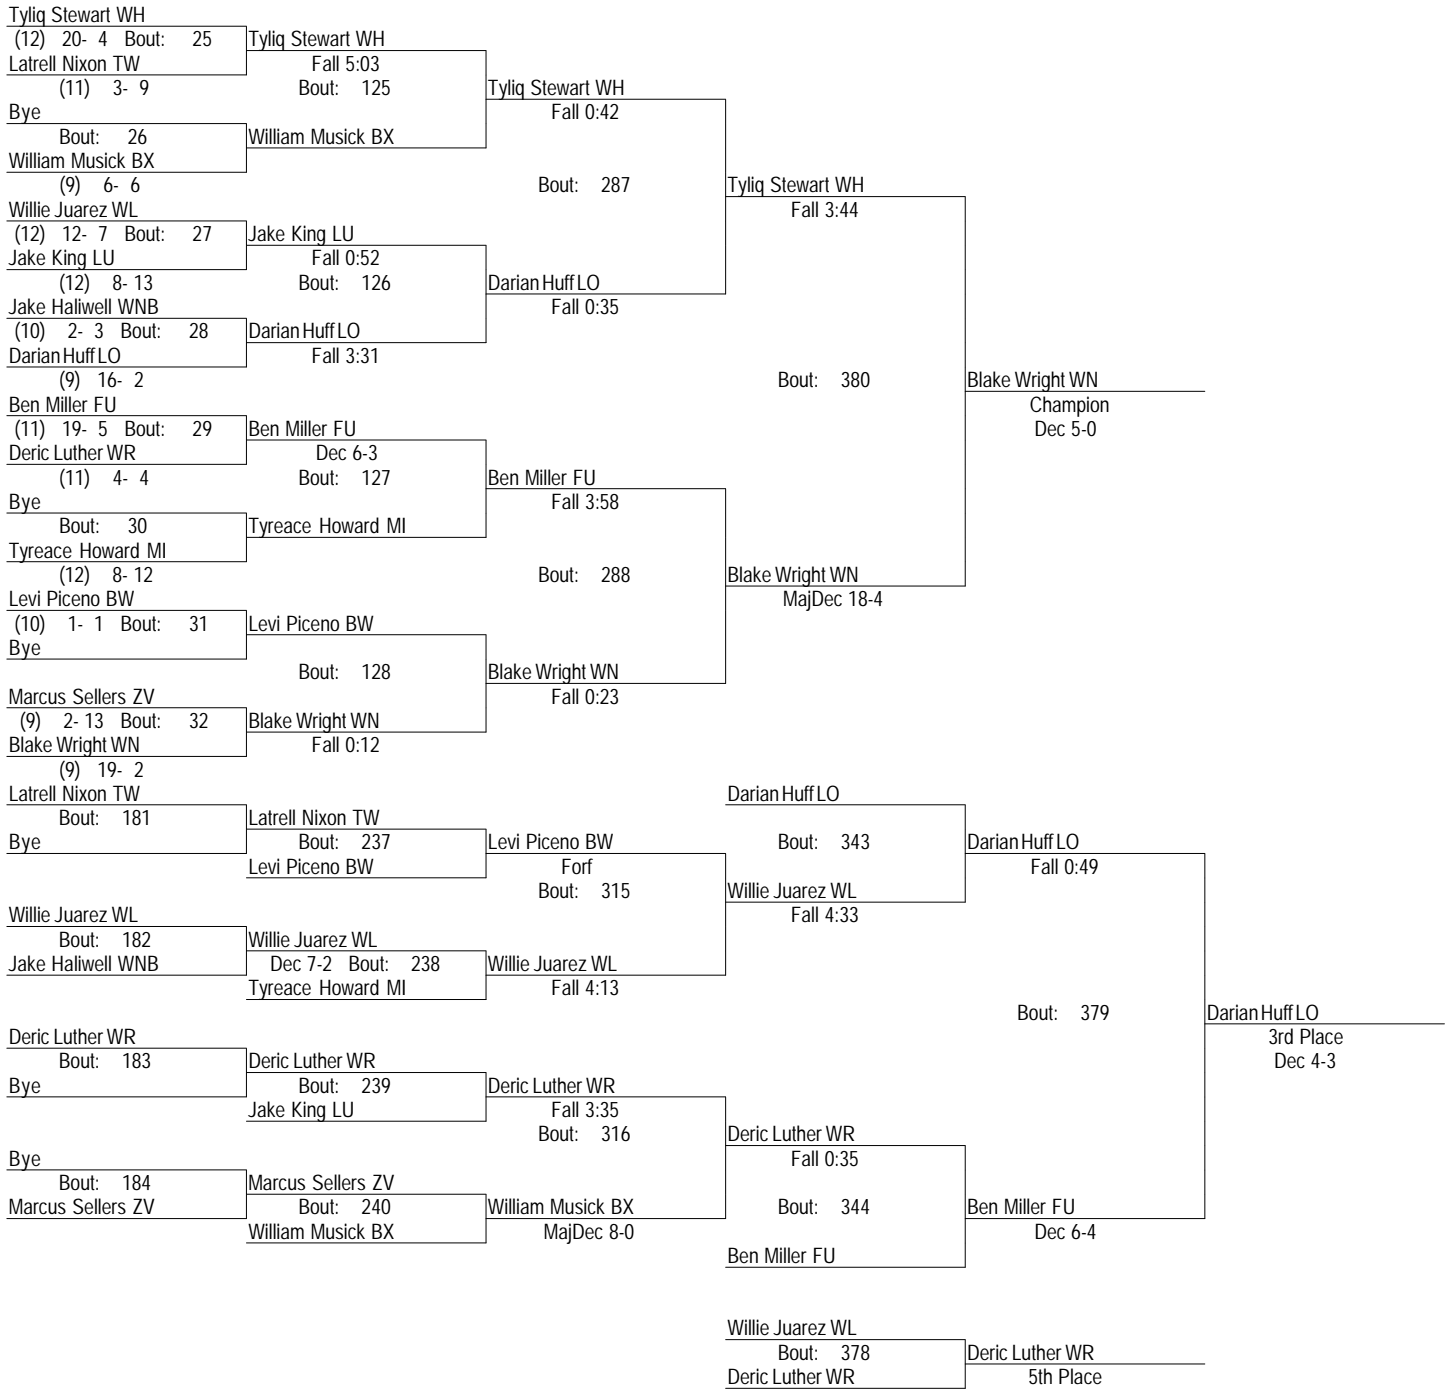 Tyliq Stewart WH
(12) 20- 4 Bout: 25 Tyliq Stewart WH
Latrell Nixon TW Fall 5:03
(11) 3- 9 Bout: 125 Tyliq Stewart WH
Bye Fall 0:42
Bout: 26 William Musick BX
William Musick BX
(9) 6- 6 Bout: 287 Tyliq Stewart WH
Willie Juarez WL Fall 3:44
(12) 12- 7 Bout: 27 Jake King LU
Jake King LU Fall 0:52
(12) 8- 13 Bout: 126 Darian Huff LO
Jake Haliwell WNB Fall 0:35
(10) 2- 3 Bout: 28 Darian Huff LO
Darian Huff LO Fall 3:31
(9) 16- 2 Bout: 380 Blake Wright WN
Ben Miller FU Champion
(11) 19- 5 Bout: 29 Ben Miller FU Dec 5-0
Deric Luther WR Dec 6-3
(11) 4- 4 Bout: 127 Ben Miller FU
Bye Fall 3:58
Bout: 30 Tyreace Howard MI
Tyreace Howard MI
(12) 8- 12 Bout: 288 Blake Wright WN
Levi Piceno BW MajDec 18-4
(10) 1- 1 Bout: 31 Levi Piceno BW
Bye
Bout: 128 Blake Wright WN
Marcus Sellers ZV Fall 0:23
(9) 2- 13 Bout: 32 Blake Wright WN
Blake Wright WN Fall 0:12
(9) 19- 2
Latrell Nixon TW Darian Huff LO
Bout: 181 Latrell Nixon TW
Bye Bout: 237 Levi Piceno BW Bout: 343 Darian Huff LO
Levi Piceno BW Forf Fall 0:49
Bout: 315 Willie Juarez WL
Willie Juarez WL Fall 4:33
Bout: 182 Willie Juarez WL
Jake Haliwell WNB Dec 7-2 Bout: 238 Willie Juarez WL
Tyreace Howard MI Fall 4:13
Bout: 379 Darian Huff LO
Deric Luther WR 3rd Place
Bout: 183 Deric Luther WR Dec 4-3
Bye Bout: 239 Deric Luther WR
Jake King LU Fall 3:35
Bout: 316 Deric Luther WR
Bye Fall 0:35
Bout: 184 Marcus Sellers ZV
Marcus Sellers ZV Bout: 240 William Musick BX Bout: 344 Ben Miller FU
William Musick BX MajDec 8-0 Dec 6-4
Ben Miller FU
Willie Juarez WL
Bout: 378 Deric Luther WR
Deric Luther WR 5th Place